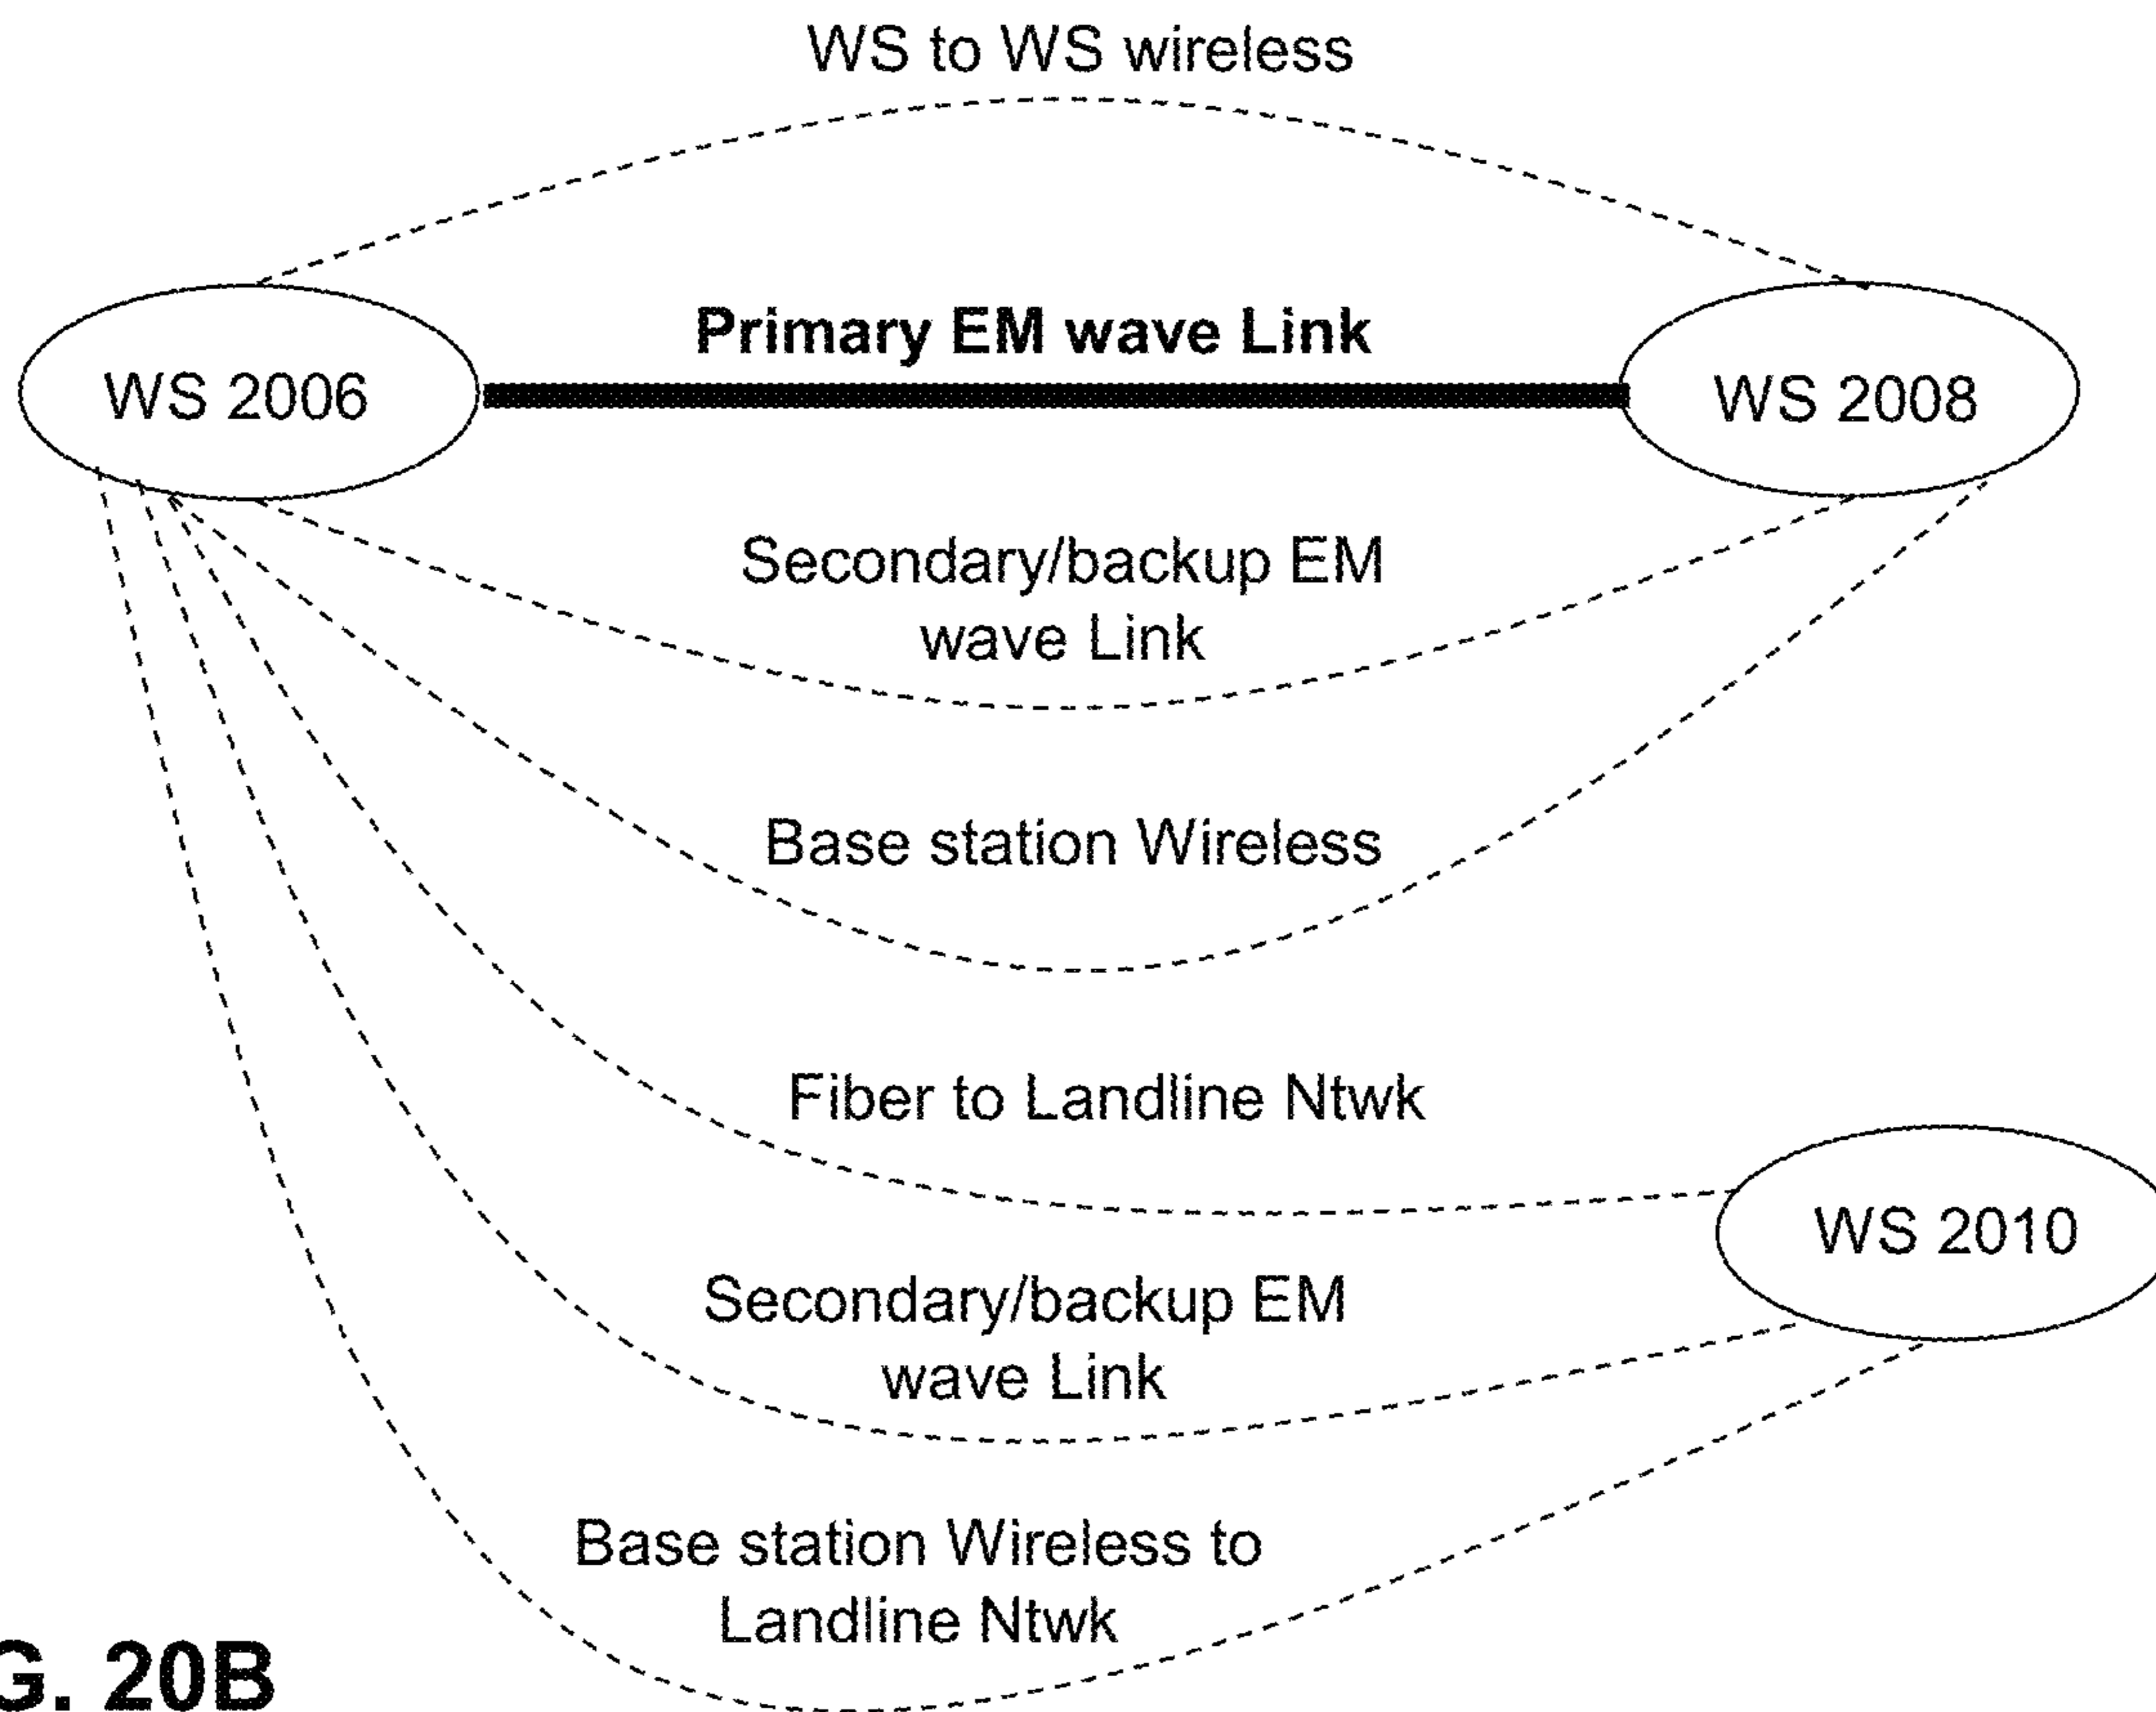 WS to WS wireless
Primary EM wave Link
WS 2006
WS 2008
Secondary/backup EM
wave Link
Base station Wireless
Fiber to Landline Ntwk
WS 2010
Secondary/backup EM
wave Link
Base station Wireless to
Landline Ntwk
G. 20B